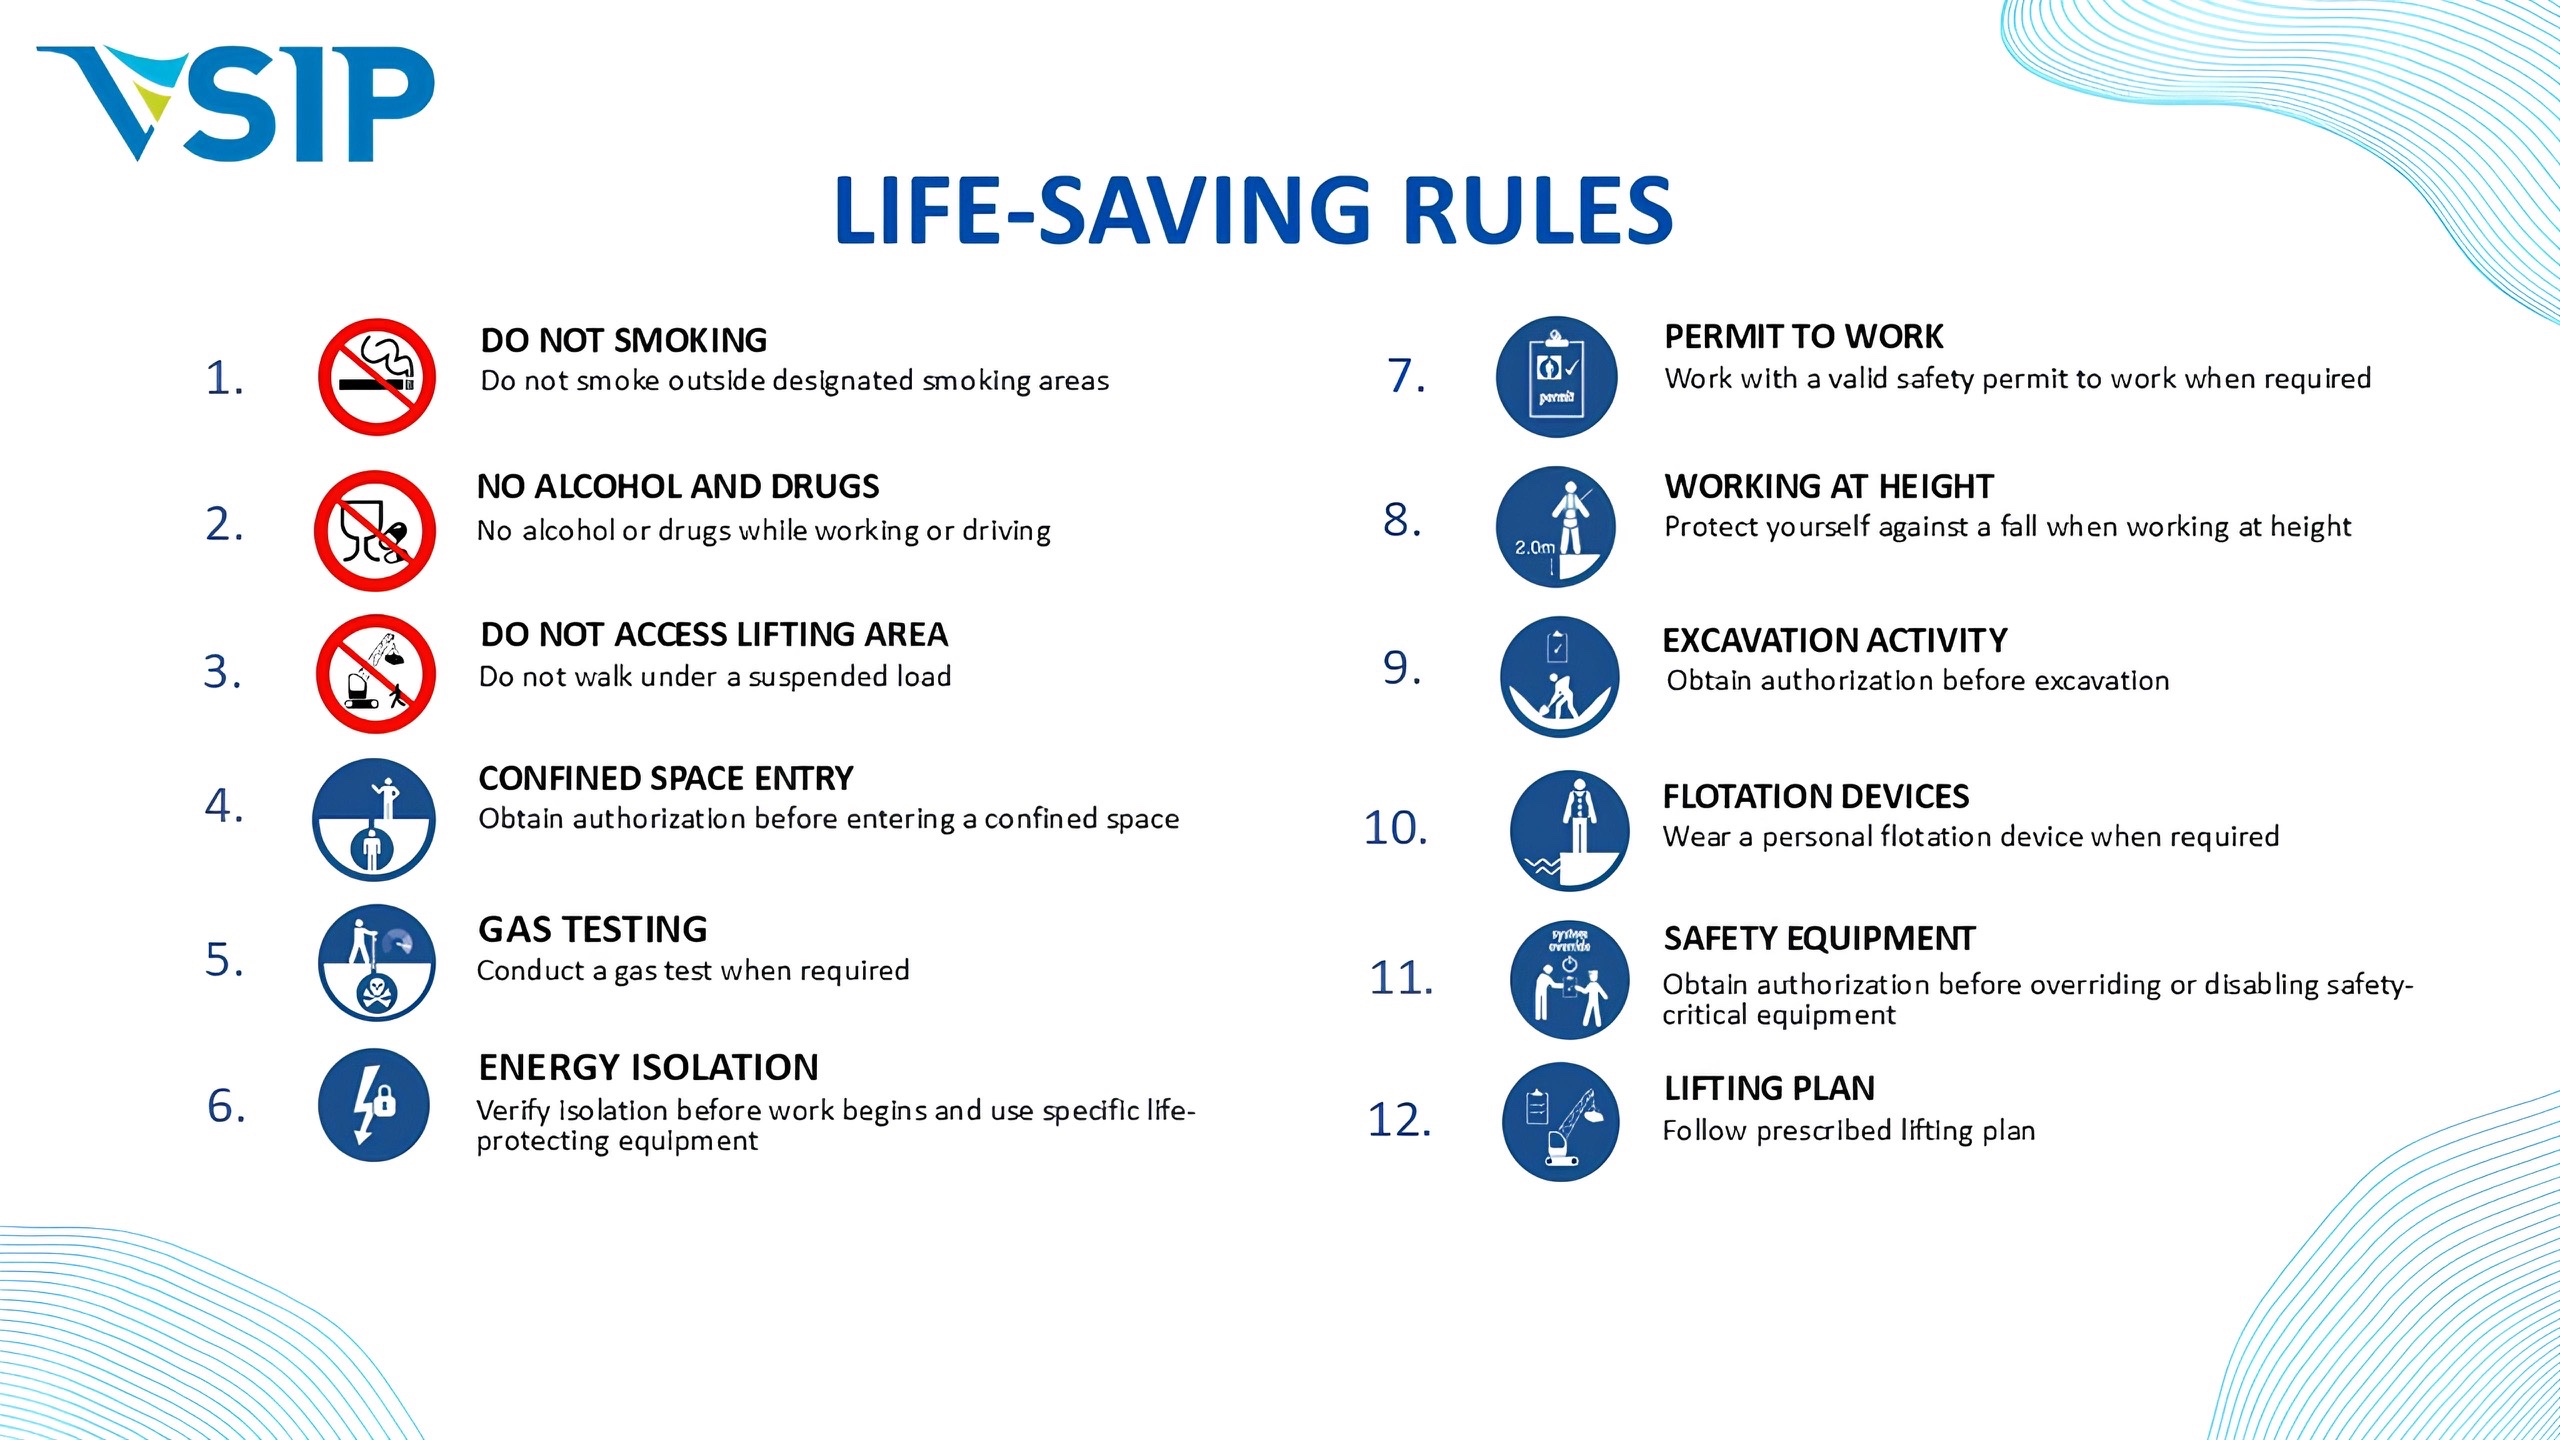 VSIP
LIFE-SAVING RULES
1.
DO NOT SMOKING
Do not smoke outside designated smoking areas
2.
NO ALCOHOL AND DRUGS
No alcohol or drugs while working or driving
3.
DO NOT ACCESS LIFTING AREA
Do not walk under a suspended load
4.
CONFINED SPACE ENTRY
Obtain authorization before entering a confined space
5.
GAS TESTING
Conduct a gas test when required
6.
ENERGY ISOLATION
Verify isolation before work begins and use specific life-
protecting equipment
7.
permit
PERMIT TO WORK
Work with a valid safety permit to work when required
8.
2.0m
WORKING AT HEIGHT
Protect yourself against a fall when working at height
9.
EXCAVATION ACTIVITY
Obtain authorization before excavation
10.
FLOTATION DEVICES
Wear a personal flotation device when required
11.
SAFETY EQUIPMENT
Obtain authorization before overriding or disabling safety-
critical equipment
12.
LIFTING PLAN
Follow prescribed lifting plan